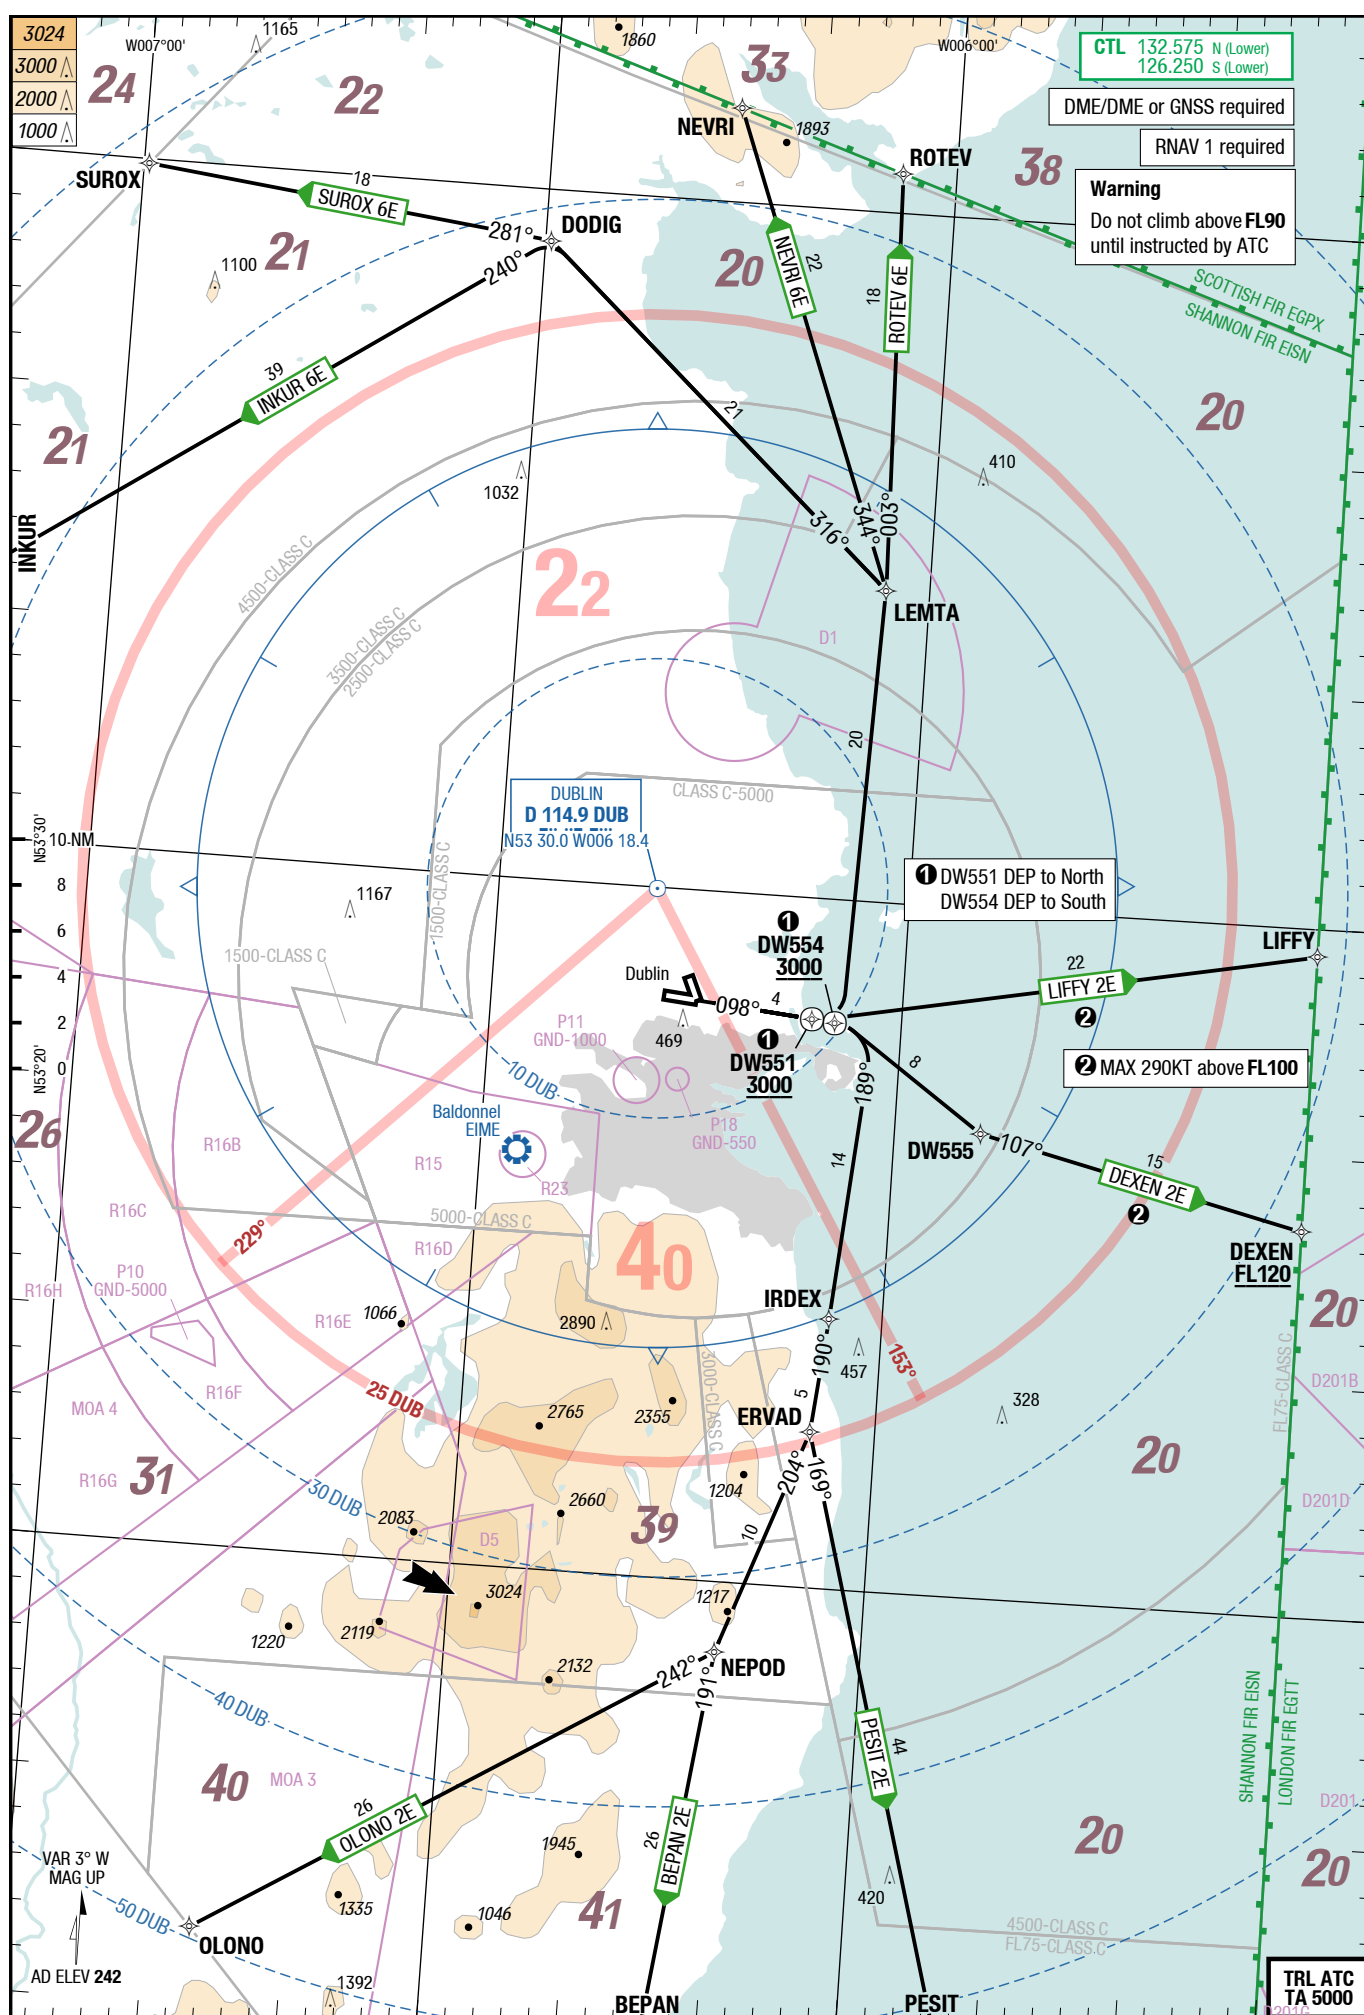 3024
3000
2000
1000
W007°00'
1165
1860
W006°00'
CTL 132.575 N (Lower)
126.250 S (Lower)
24
22
33
DME/DME or GNSS required
NEVRI
1893
RNAV 1 required
ROTEV
38
SUROX
18
SUROX 6E
Warning
Do not climb above FL90
until instructed by ATC
281°
DODIG
240°
21
1100
20
NEVRI 6E
22
18
ROTEV 6E
SCOTTISH FIR EGPX
SHANNON FIR EISN
39
INKUR 6E
21
20
21
410
1032
INKUR
316°
344°
003°
4500-CLASS C
22
LEMTA
3500-CLASS C
2500-CLASS C
D1
20
DUBLIN
D 114.9 DUB
N53 30.0 W006 18.4
CLASS C-5000
N53°30'
10 NM
8
6
4
2
0
N53°20'
1167
1500-CLASS C
1500-CLASS C
1 DW551 DEP to North
DW554 DEP to South
1
DW554
3000
LIFFY
22
LIFFY 2E
2
Dublin
098°
4
469
P11
GND-1000
1
DW551
3000
189°
8
2 MAX 290KT above FL100
10 DUB
26
Baldonnel
EIME
P18
GND-550
R16B
R15
R23
14
DW555
107°
15
DEXEN 2E
2
R16C
229°
5000-CLASS C
R16D
40
DEXEN
FL120
R16H
P10
GND-5000
R16E
1066
2890
IRDEX
190°
457
153°
20
3000-CLASS C
FL75-CLASS C
D201B
R16F
MOA 4
25 DUB
2765
2355
5
ERVAD
328
20
204°
169°
R16G
31
1204
30 DUB
2660
2083
D5
39
10
D201D
3024
1217
2119
1220
2132
242°
NEPOD
191°
40 DUB
PESIT 2E
44
SHANNON FIR EISN
LONDON FIR EGTT
40
MOA 3
26
OLONO 2E
26
BEPAN 2E
D201
1945
20
20
VAR 3° W
MAG UP
1335
420
50 DUB
1046
41
OLONO
4500-CLASS C
FL75-CLASS C
AD ELEV 242
1392
BEPAN
PESIT
TRL ATC
TA 5000
D201G